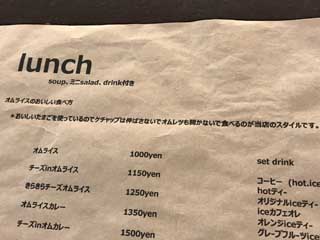 lunch
soup、ミニsalad、drink付き
オムライスのおいしい食べ方
*おいしいたまごを使っているのでケチャップは伸ばさないでオムレツも開かないで食べるのが当店のスタイルです。
オムライス 1000yen
チーズinオムライス 1150yen
きらきらチーズオムライス 1250yen
オムライスカレー 1350yen
チーズinオムカレー 1500yen
set drink
コーヒー（hot.ice
hotティー
オリジナルiceティー
iceカフェオレ
オレンジiceティー
グレープフルーツic